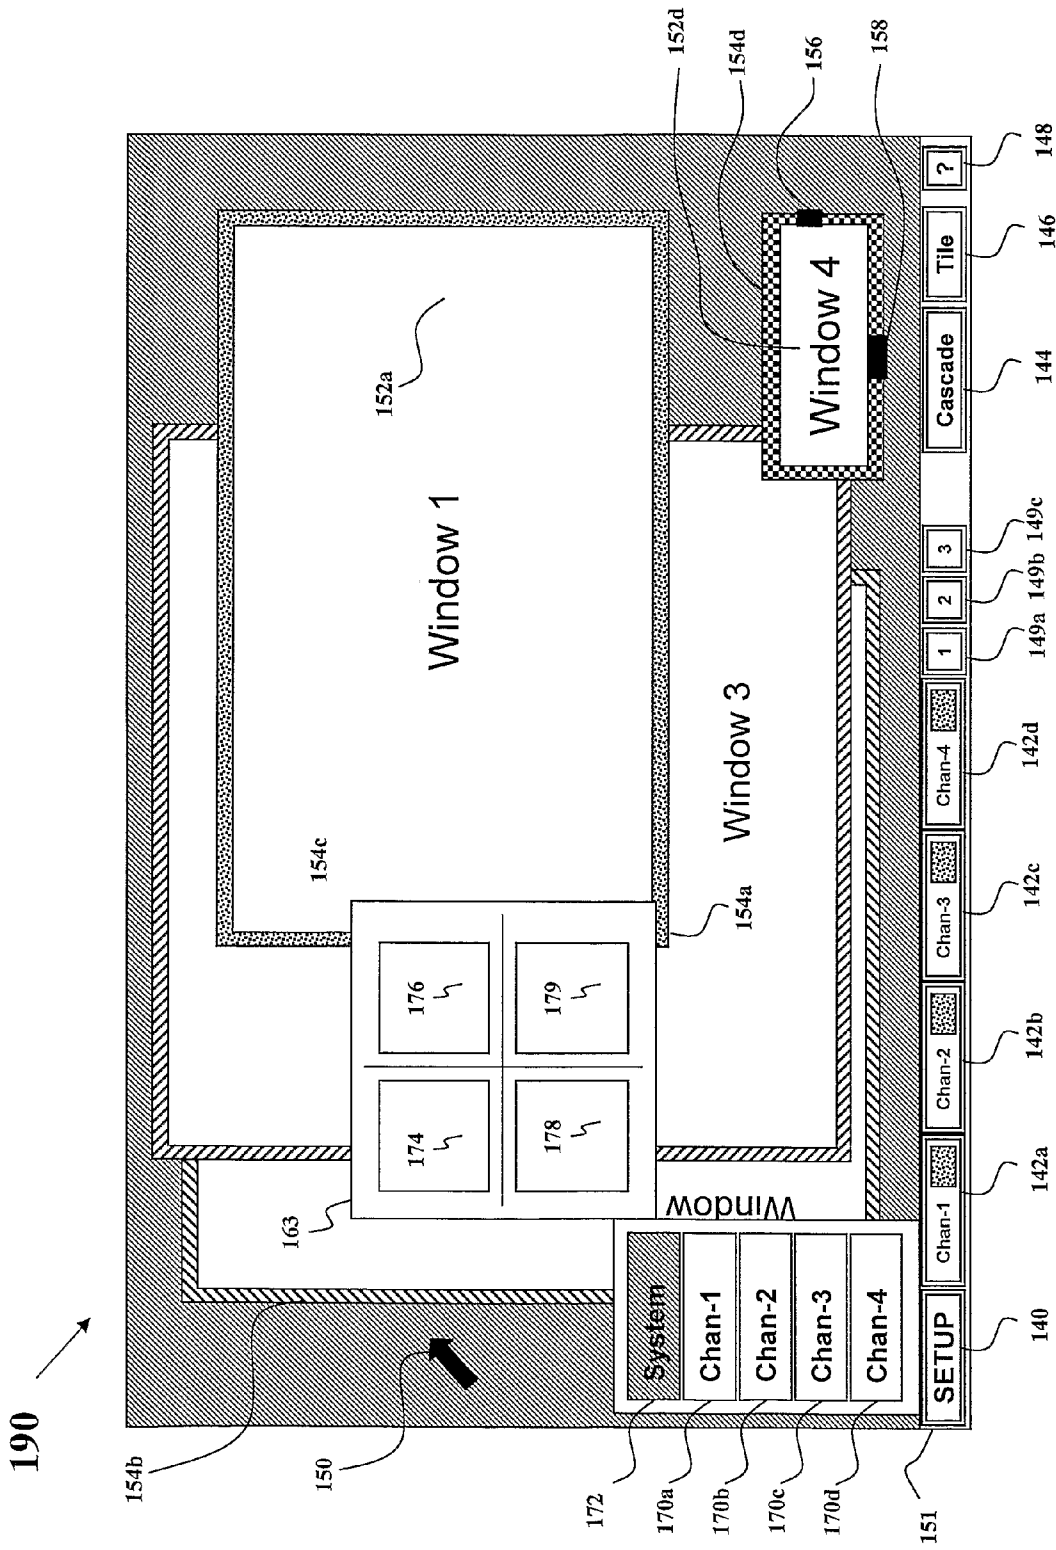 190
152d
154d
156
158
152a
Window 1
Window 4
Window 3
154c
154a
176
179
174
178
163
Window
154b
150
System
Chan-1
Chan-2
Chan-3
Chan-4
172
170a
170b
170c
170d
151
SETUP
Chan-1
Chan-2
Chan-3
Chan-4
1
2
3
Cascade
Tile
?
140
142a
142b
142c
142d
149a
149b
149c
144
146
148